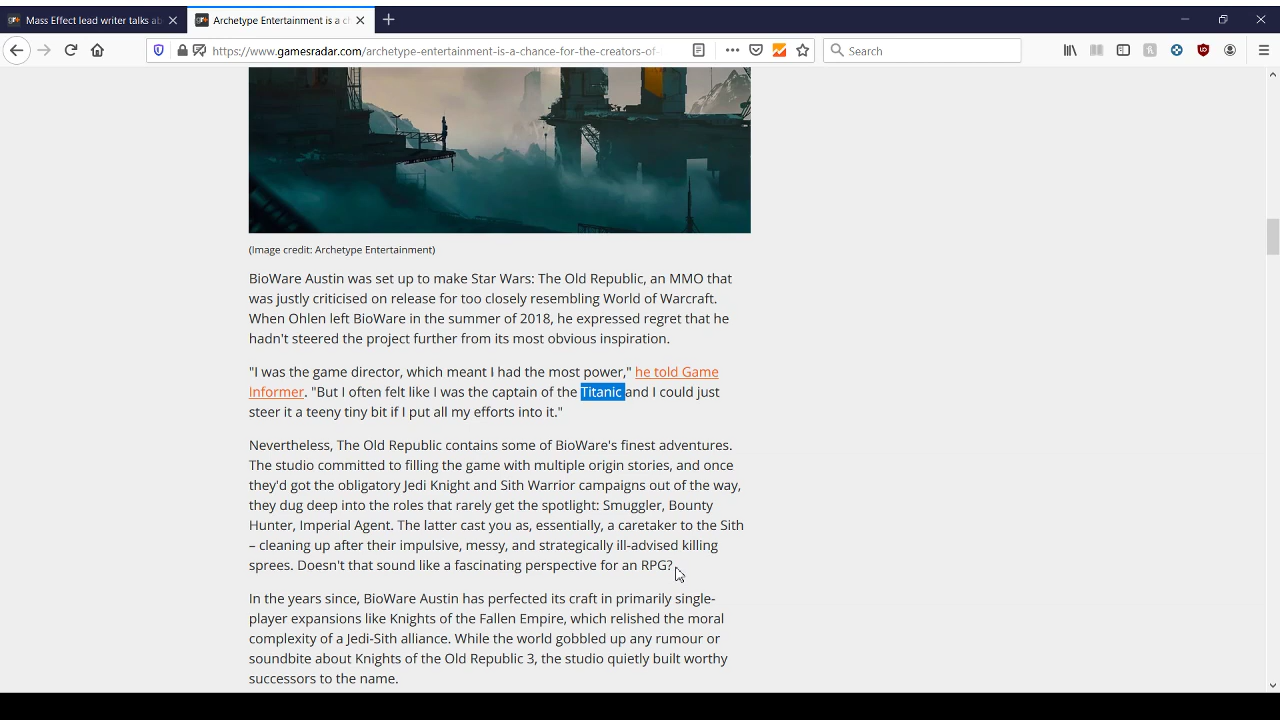 Mass Effect lead writer talks ab
Archetype Entertainment is a c
https://www.gamesradar.com/archetype-entertainment-is-a-chance-for-the-creators-of-
Search
(Image credit: Archetype Entertainment)
BioWare Austin was set up to make Star Wars: The Old Republic, an MMO that
was justly criticised on release for too closely resembling World of Warcraft.
When Ohlen left BioWare in the summer of 2018, he expressed regret that he
hadn't steered the project further from its most obvious inspiration.
"I was the game director, which meant I had the most power," he told Game
Informer. "But I often felt like I was the captain of the Titanic and I could just
steer it a teeny tiny bit if I put all my efforts into it."
Nevertheless, The Old Republic contains some of BioWare's finest adventures.
The studio committed to filling the game with multiple origin stories, and once
they'd got the obligatory Jedi Knight and Sith Warrior campaigns out of the way,
they dug deep into the roles that rarely get the spotlight: Smuggler, Bounty
Hunter, Imperial Agent. The latter cast you as, essentially, a caretaker to the Sith
– cleaning up after their impulsive, messy, and strategically ill-advised killing
sprees. Doesn't that sound like a fascinating perspective for an RPG?
In the years since, BioWare Austin has perfected its craft in primarily single-
player expansions like Knights of the Fallen Empire, which relished the moral
complexity of a Jedi-Sith alliance. While the world gobbled up any rumour or
soundbite about Knights of the Old Republic 3, the studio quietly built worthy
successors to the name.